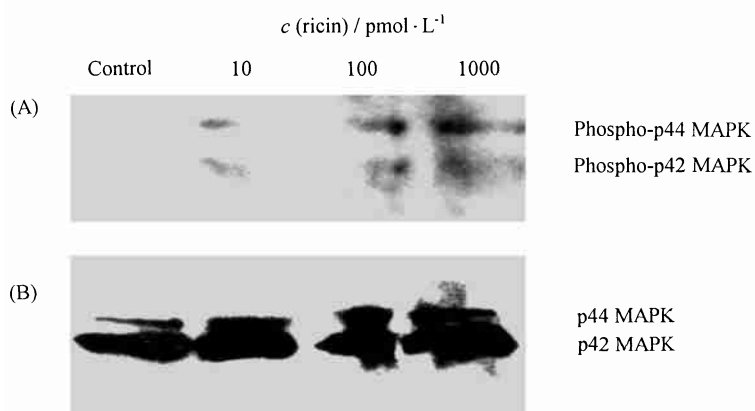 c (ricin) / pmol · L-1
Control 10 100 1000
(A)
Phospho-p44 MAPK
Phospho-p42 MAPK
(B)
p44 MAPK
p42 MAPK